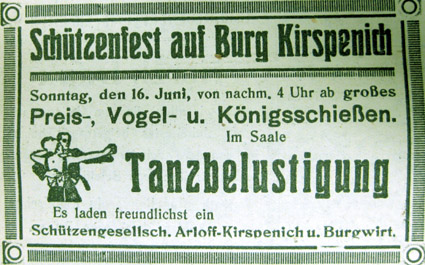 Schützenfest auf Burg Kirspenich
Sonntag, den 16. Juni, von nachm. 4 Uhr ab großes
Preis-, Vogel- u. Königsschießen.
Im Saale
Tanzbelustigung
Es laden freundlichst ein
Schützengesellsch. Arloff-Kirspenich u. Burgwirt.